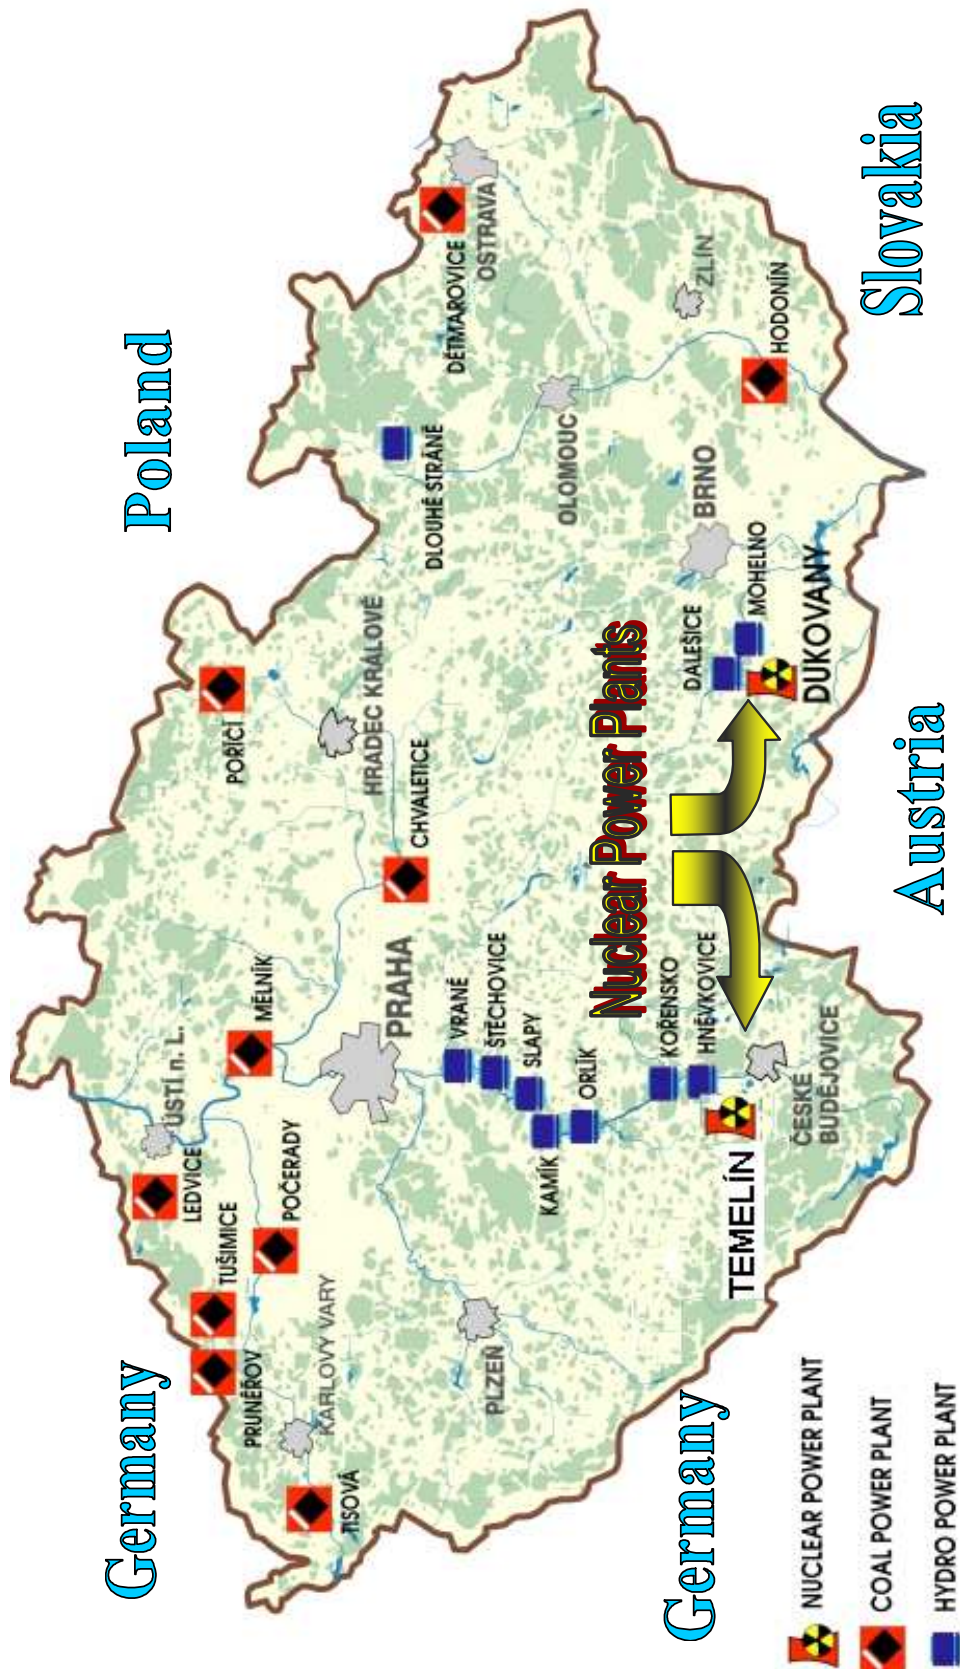 Poland
Germany
Germany
Austria
Slovakia
Nuclear Power Plants
LEDVICE
ÚSTÍ n. L.
TUŠIMICE
PRUNÉŘOV
POČERADY
MĚLNÍK
POŘÍČÍ
KARLOVY VARY
TISOVÁ
PRAHA
HRADEC KRÁLOVÉ
CHVALETICE
DLOUHÉ STRÁNĚ
DĚTMAROVICE
OSTRAVA
PLZEŇ
VRANÉ
ŠTĚCHOVICE
SLAPY
KAMÍK
ORLÍK
KOŘENSKO
HNĚVKOVICE
TEMELÍN
ČESKÉ
BUDĚJOVICE
OLOMOUC
BRNO
ZLÍN
HODONÍN
DALEŠICE
MOHELNO
DUKOVANY
NUCLEAR POWER PLANT
COAL POWER PLANT
HYDRO POWER PLANT